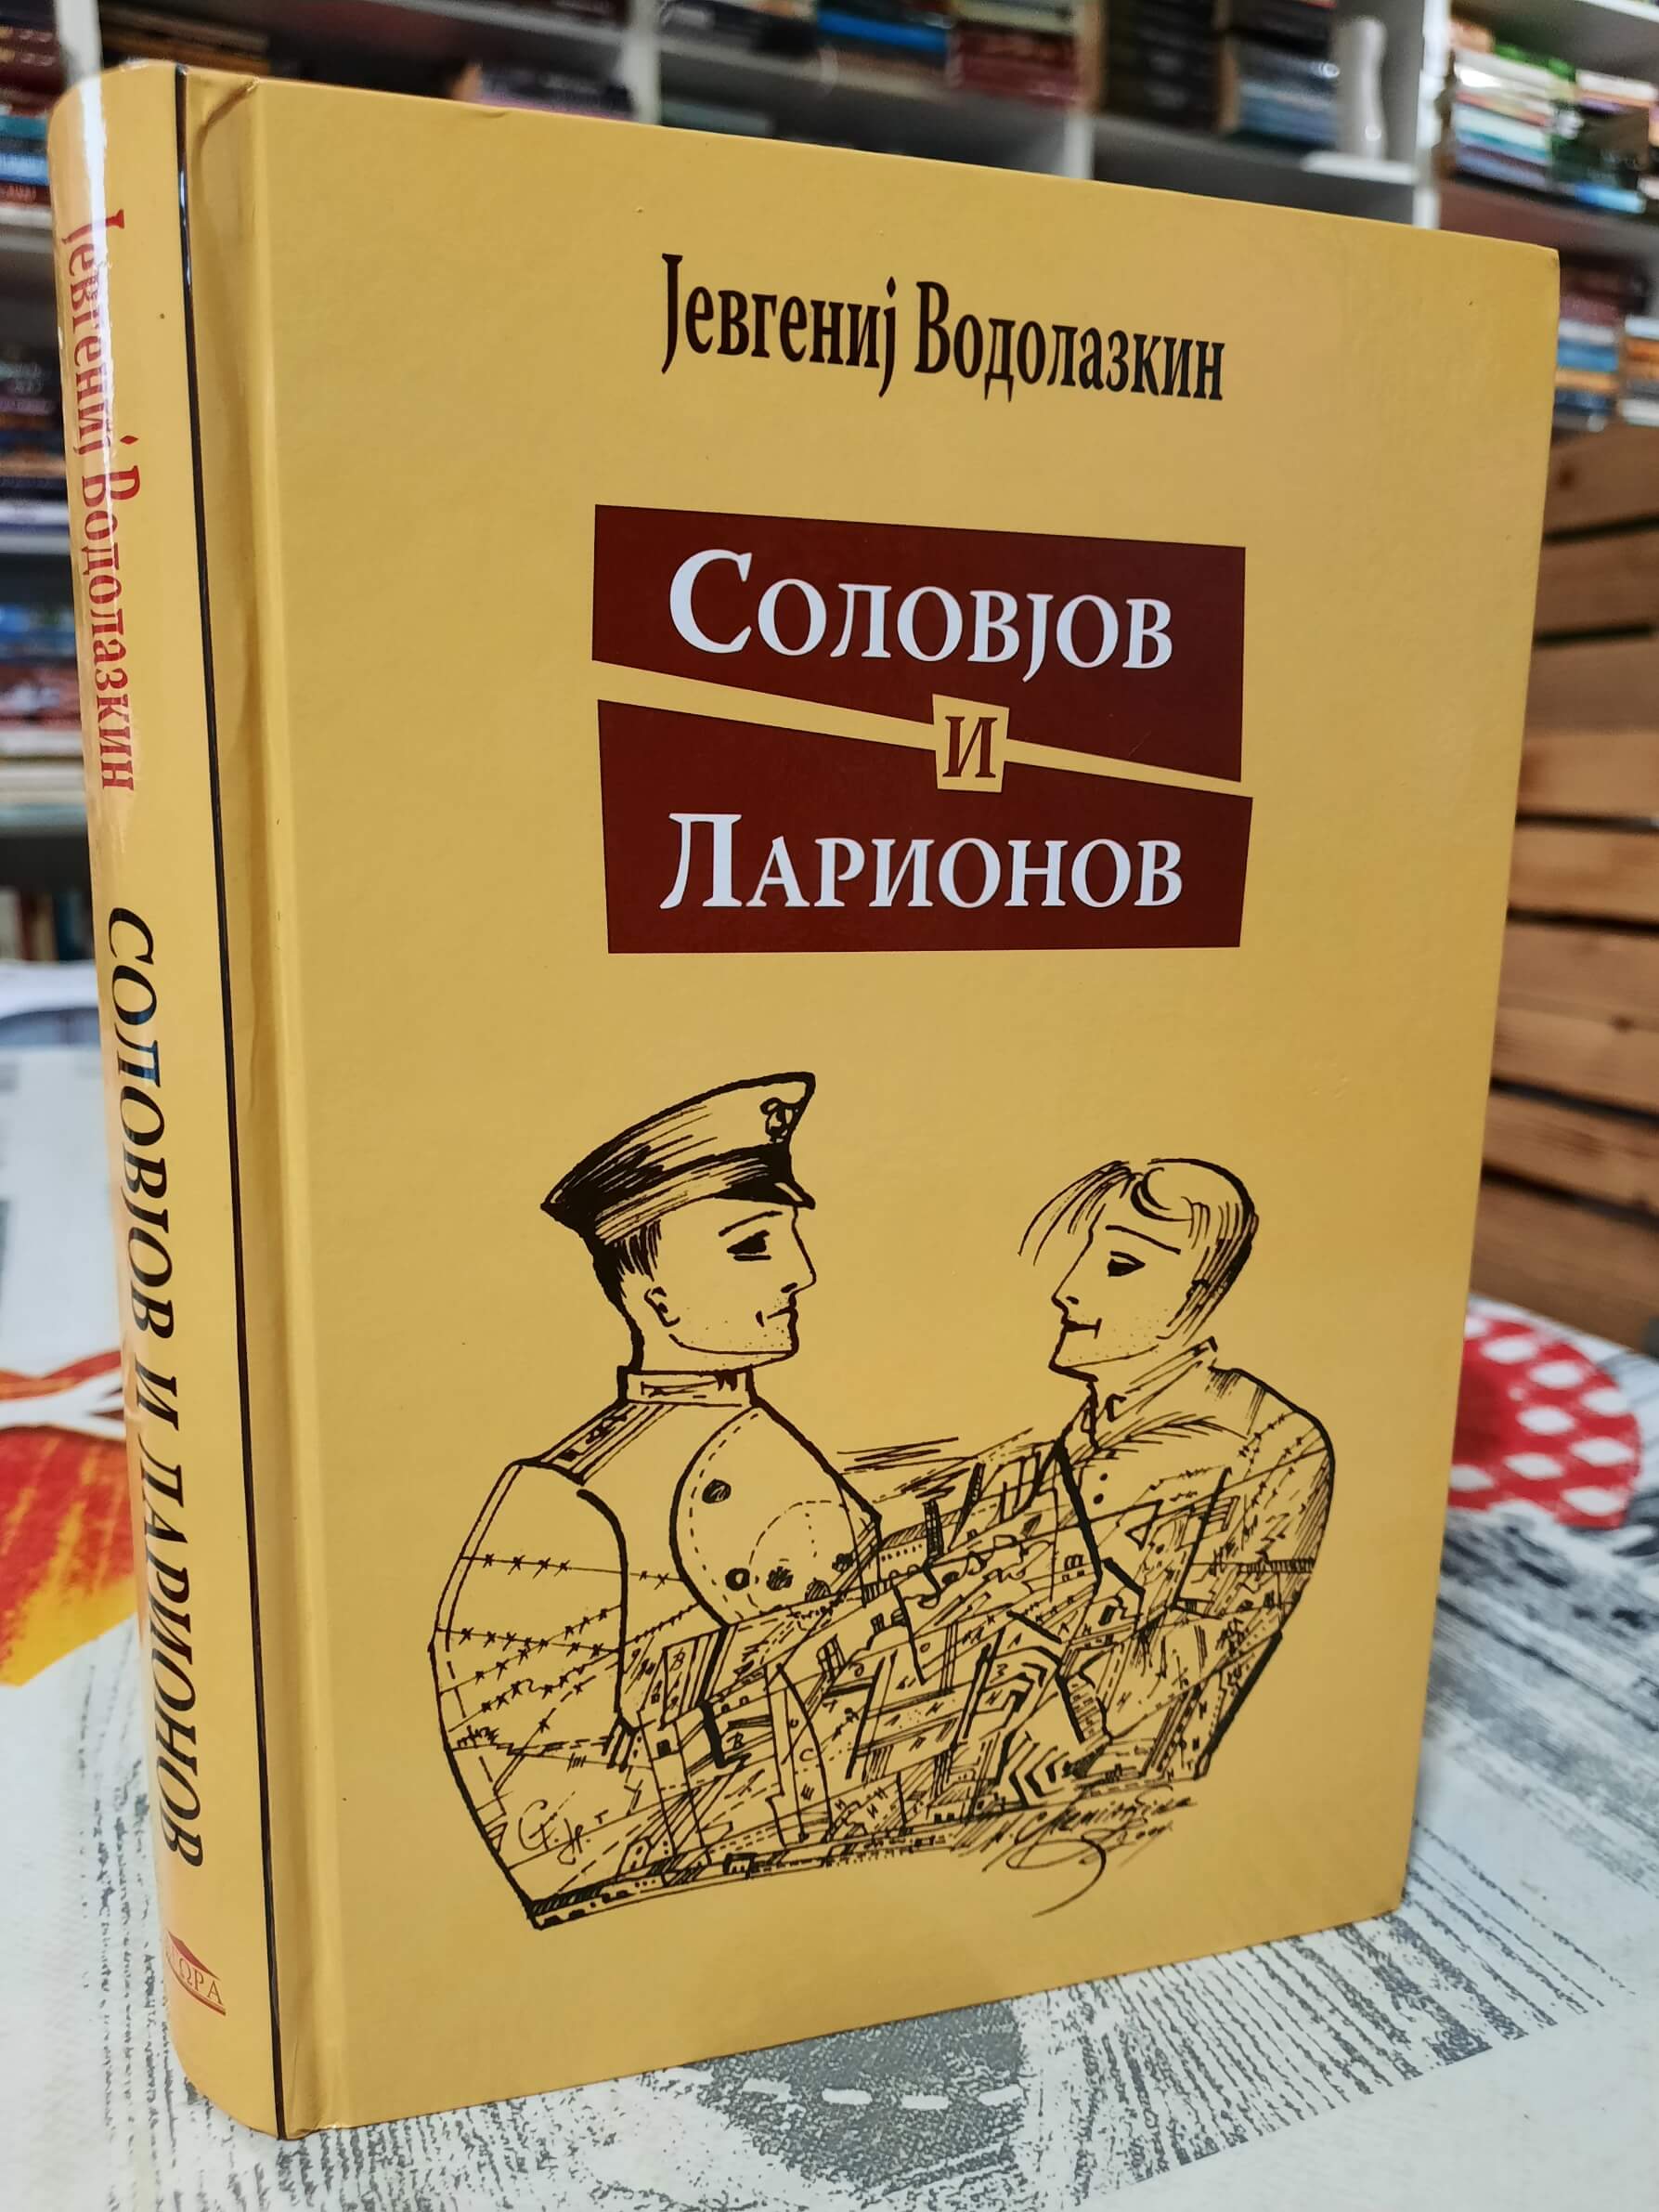 Јевгениј Водолазкин
Соловјов
и
Ларионов
Јевгениј Водолазкин СОЛОВЈОВ И ЛАРИОНОВ